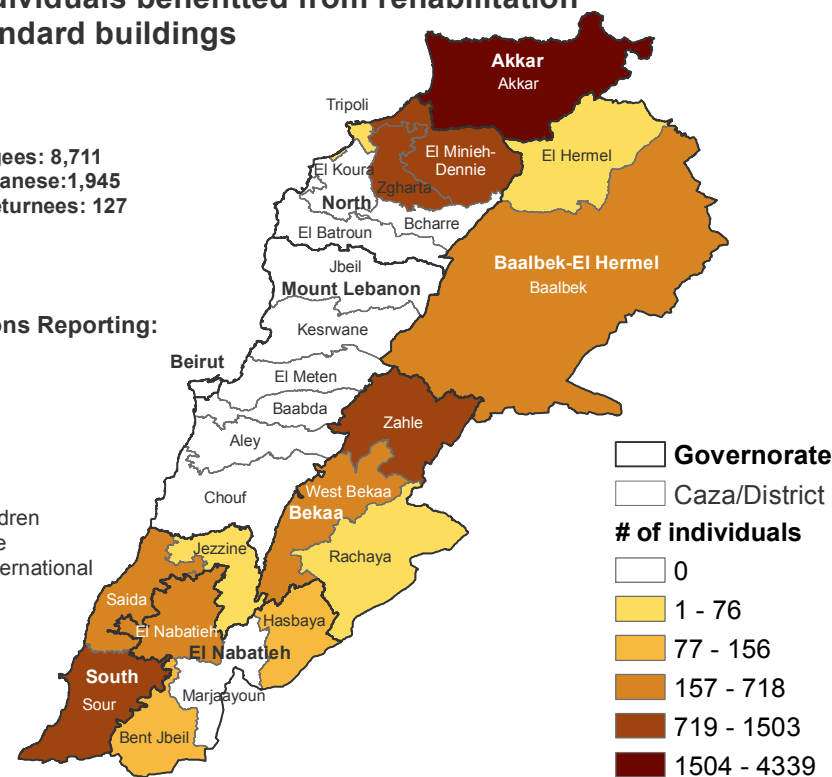 dividuals benefitted from rehabilitation
ndard buildings
gees: 8,711
anese:1,945
eturnees: 127
ons Reporting:
dren
e
ernational
Akkar
Akkar
Tripoli
El Minieh-
Dennie
El Hermel
El Koura
Zgharta
North
Bcharre
El Batroun
Baalbek-El Hermel
Baalbek
Jbeil
Mount Lebanon
Kesrwane
Beirut
El Meten
Baabda
Zahle
Aley
Chouf
West Bekaa
Bekaa
Rachaya
Jezzine
Saida
Hasbaya
El Nabatieh
El Nabatieh
South
Sour
Marjaayoun
Bent Jbeil
Governorate
Caza/District
# of individuals
0
1 - 76
77 - 156
157 - 718
719 - 1503
1504 - 4339